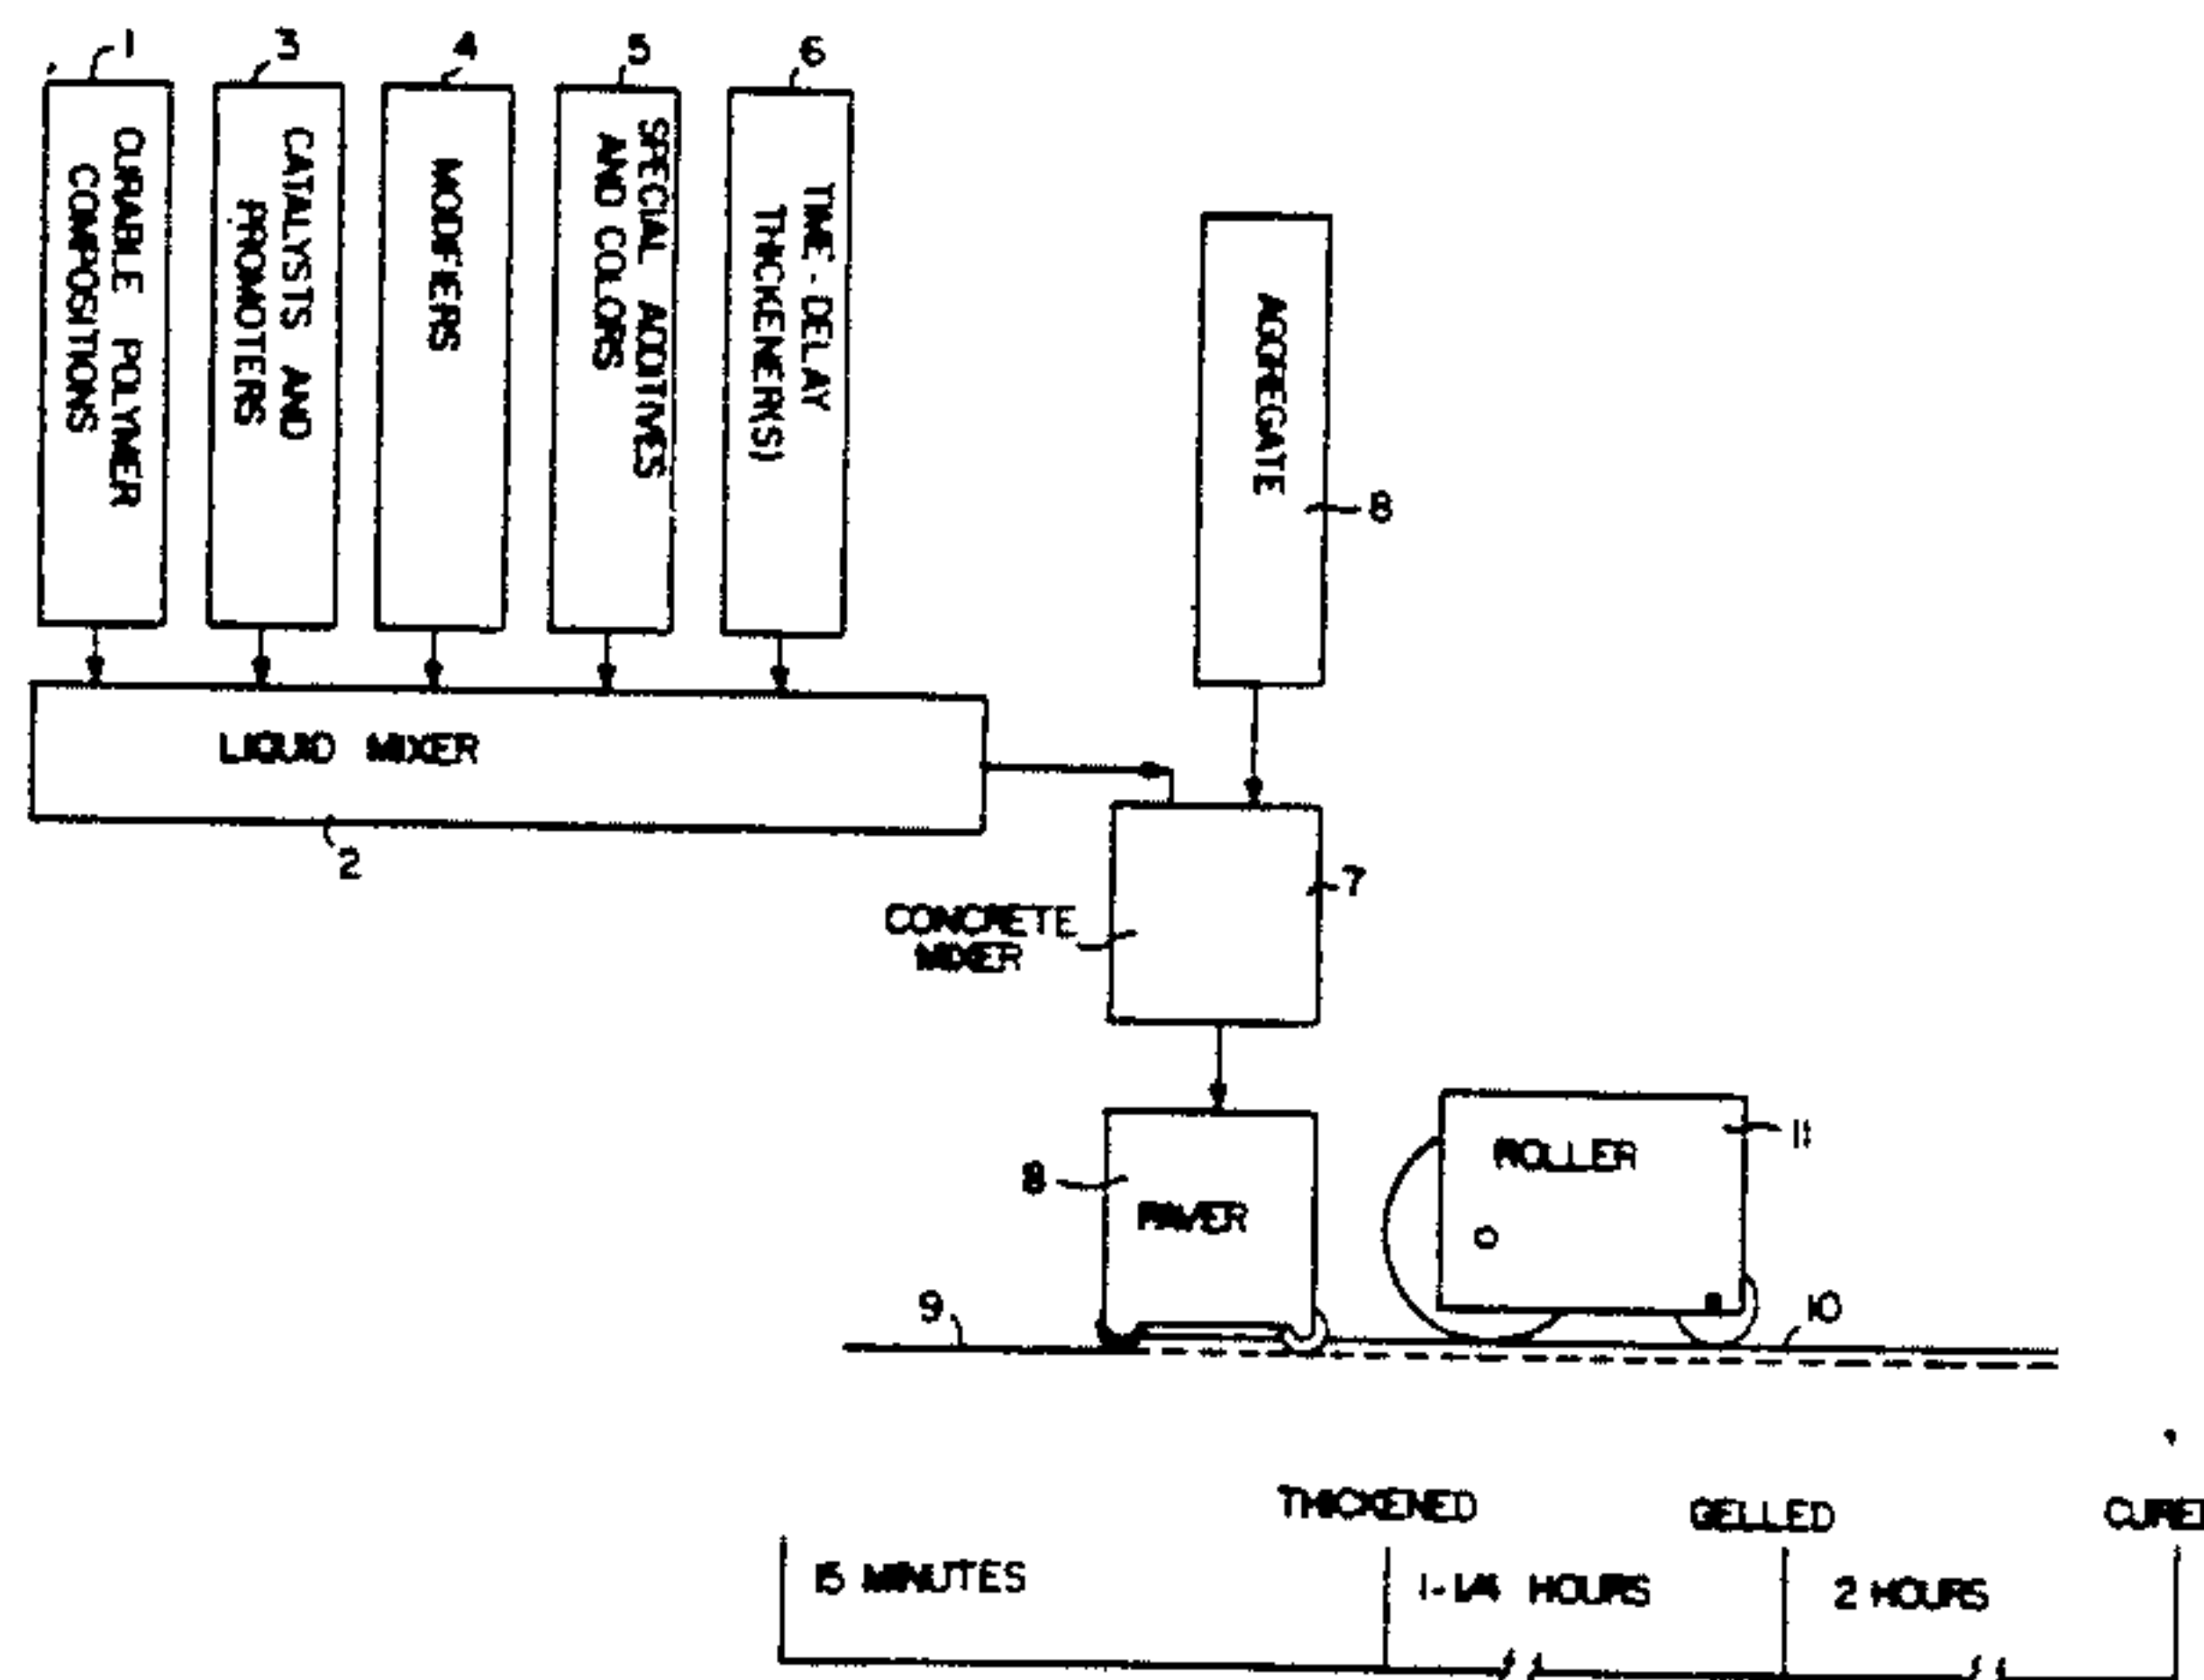 1
3
4
5
6
CURABLE POLYMER
COMPOSITIONS
CATALYSTS AND
PROMOTERS
MODIFIERS
SPECIAL ADDITIVES
AND COLORS
TIME-DELAY
THICKENER(S)
AGGREGATE
8
LIQUID MIXER
2
7
CONCRETE
MIXER
8
PAVER
ROLLER
11
9
10
THICKENED
GELLED
15 MINUTES
1-1/4 HOURS
2 HOURS